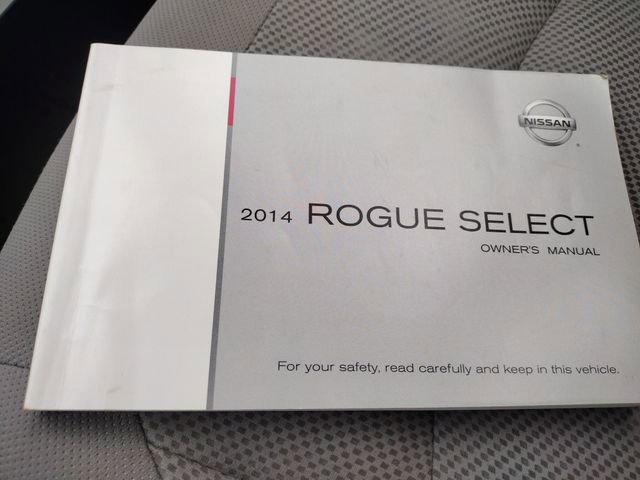 NISSAN
2014 ROGUE SELECT
OWNER'S MANUAL
For your safety, read carefully and keep in this vehicle.